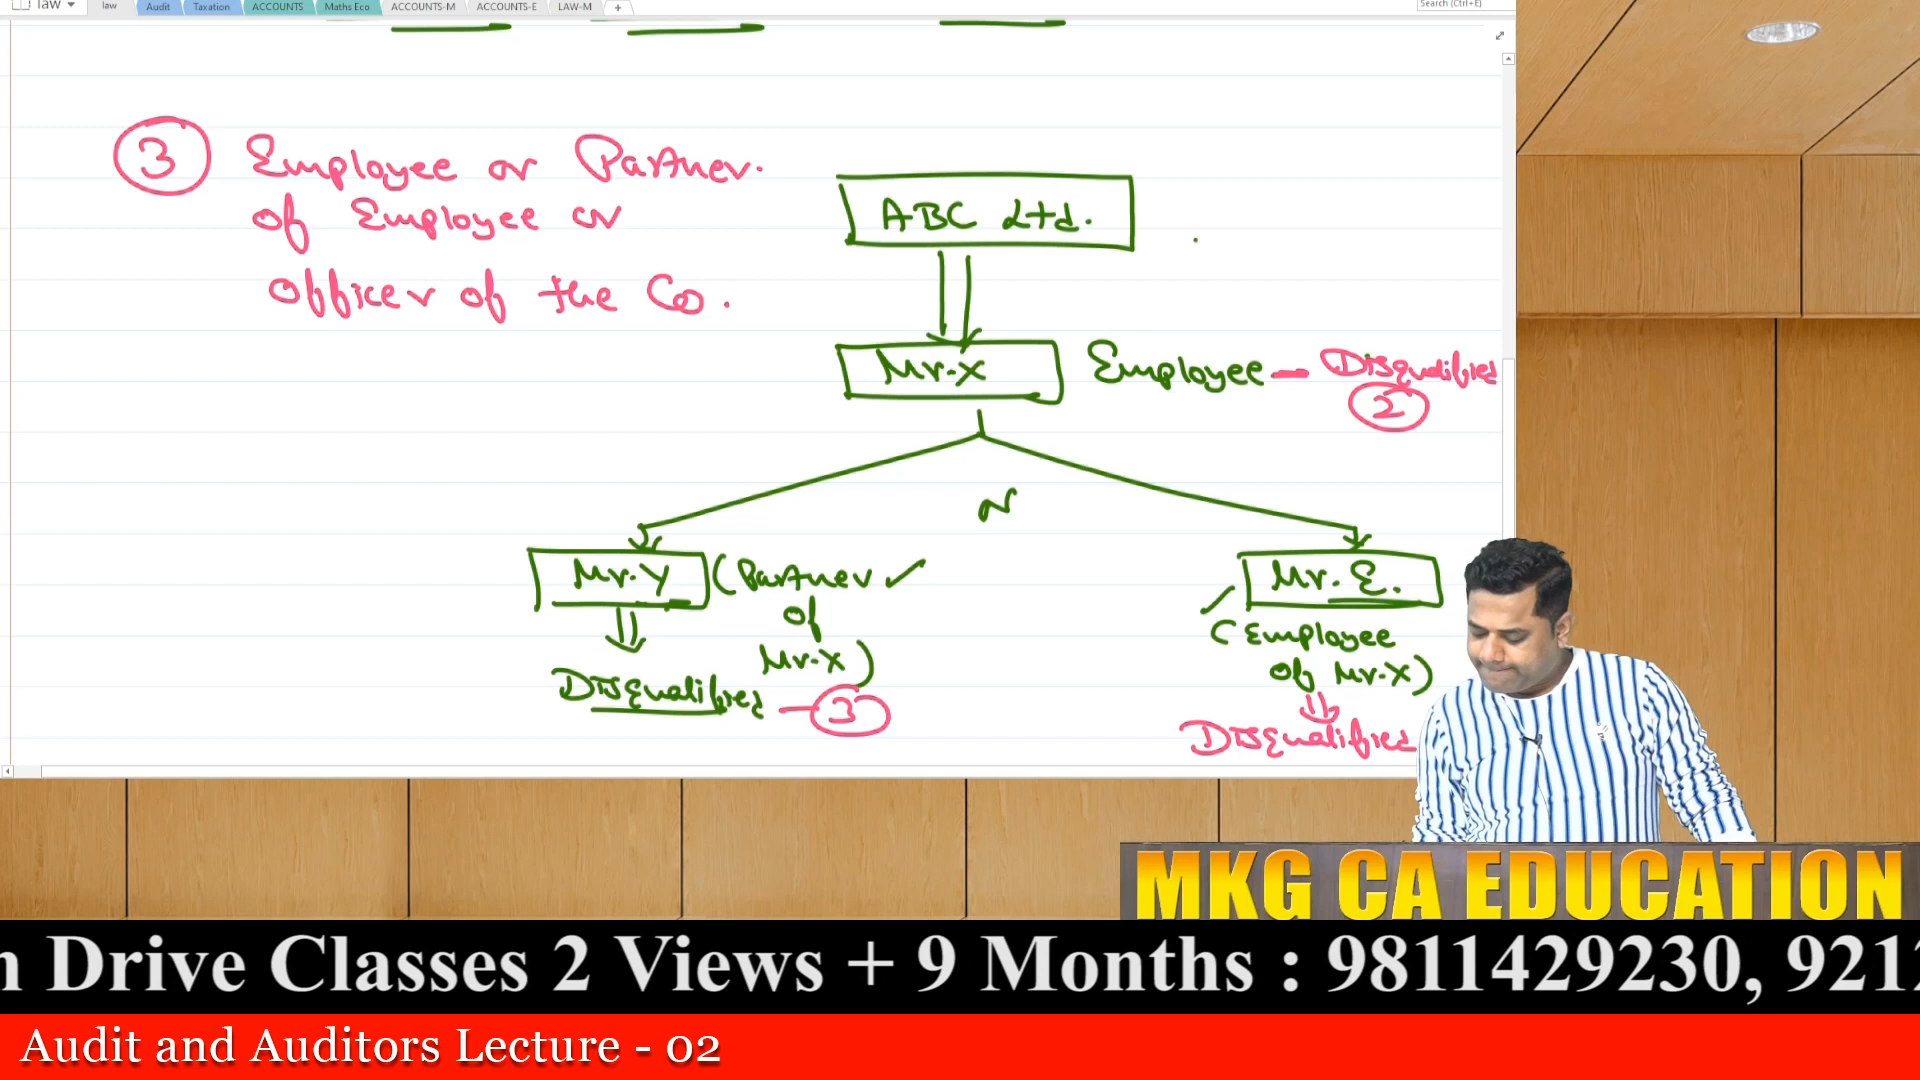 law
law
Audit
Taxation
ACCOUNTS
Maths Eco
ACCOUNTS-M
ACCOUNTS-E
LAW-M
+
Search (Ctrl+E)
3 Employee or Partner.
of Employee or
officer of the Co.
ABC Ltd.
Mr. X Employee - Disqualified
2
or
Mr. Y (Partner
of
Mr. X)
Disqualified - 3
Mr. E.
(Employee
of Mr. X)
Disqualified
MKG CA EDUCATION
Drive Classes 2 Views + 9 Months : 9811429230,
Audit and Auditors Lecture - 02